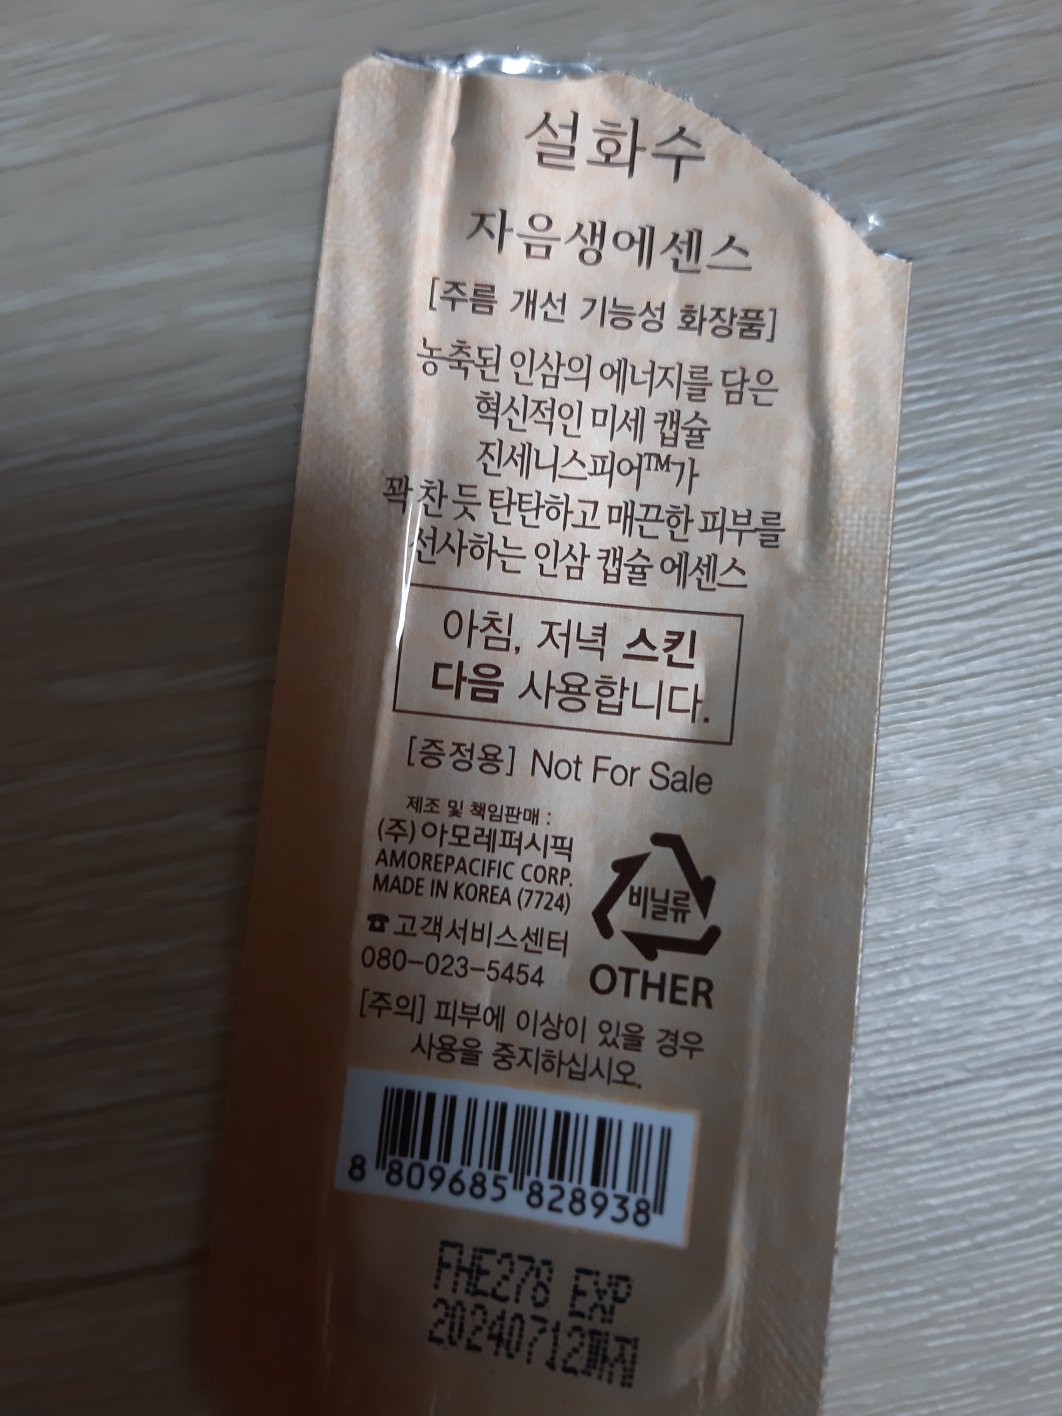 설화수
자음생에센스
[주름 개선 기능성 화장품]
농축된 인삼의 에너지를 담은
혁신적인 미세 캡슐
진세니스피어™가
꽉 찬 듯 탄탄하고 매끈한 피부를
선사하는 인삼 캡슐 에센스
아침, 저녁 스킨
다음 사용합니다.
[증정용] Not For Sale
제조 및 책임판매 :
(주)아모레퍼시픽
AMOREPACIFIC CORP.
MADE IN KOREA (7724)
☎고객서비스센터
080-023-5454
비닐류
OTHER
[주의] 피부에 이상이 있을 경우
사용을 중지하십시오.
8 809685 828938
FHE278 EXP
20240712까지